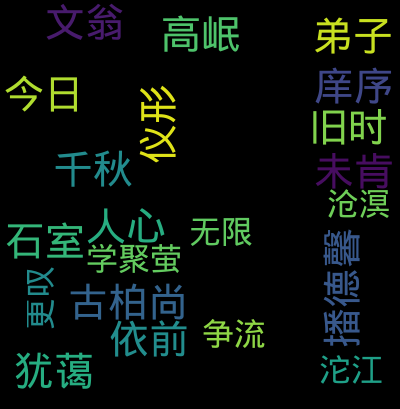 文翁
高岷
弟子
今日
仪形
庠序
旧时
千秋
未肯
沧溟
石室
人心
无限
学聚萤
播德馨
更叹
古柏尚
依前
争流
犹蔼
沱江